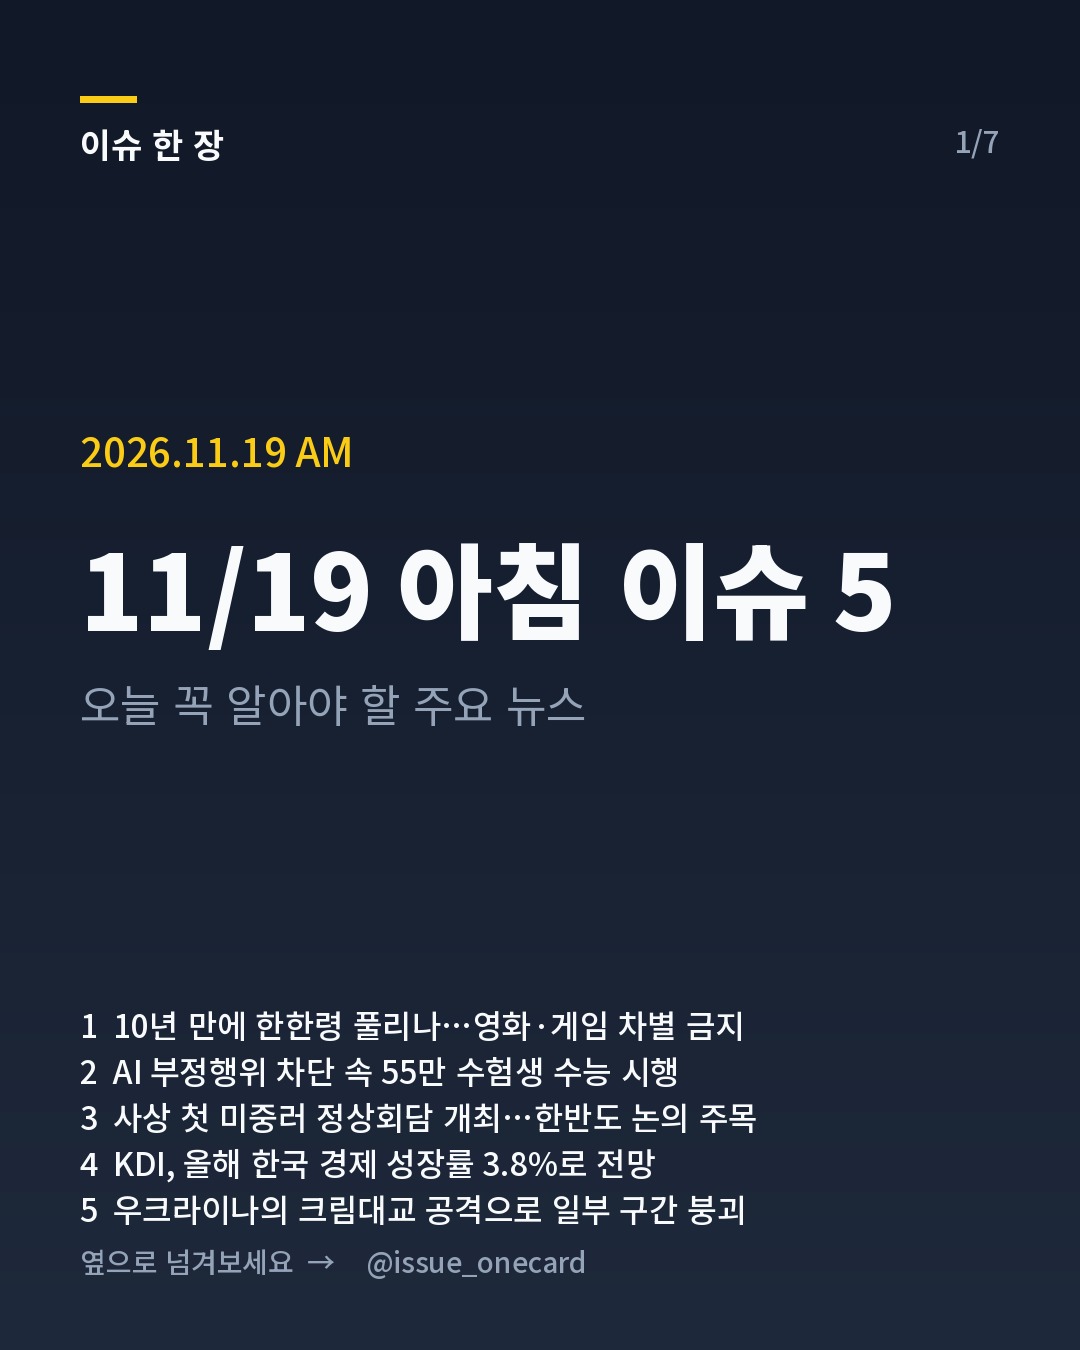 이슈 한 장
1/7
2026.11.19 AM
11/19 아침 이슈 5
오늘 꼭 알아야 할 주요 뉴스
1 10년 만에 한한령 풀리나…영화·게임 차별 금지
2 AI 부정행위 차단 속 55만 수험생 수능 시행
3 사상 첫 미중러 정상회담 개최…한반도 논의 주목
4 KDI, 올해 한국 경제 성장률 3.8%로 전망
5 우크라이나의 크림대교 공격으로 일부 구간 붕괴
옆으로 넘겨보세요 → @issue_onecard